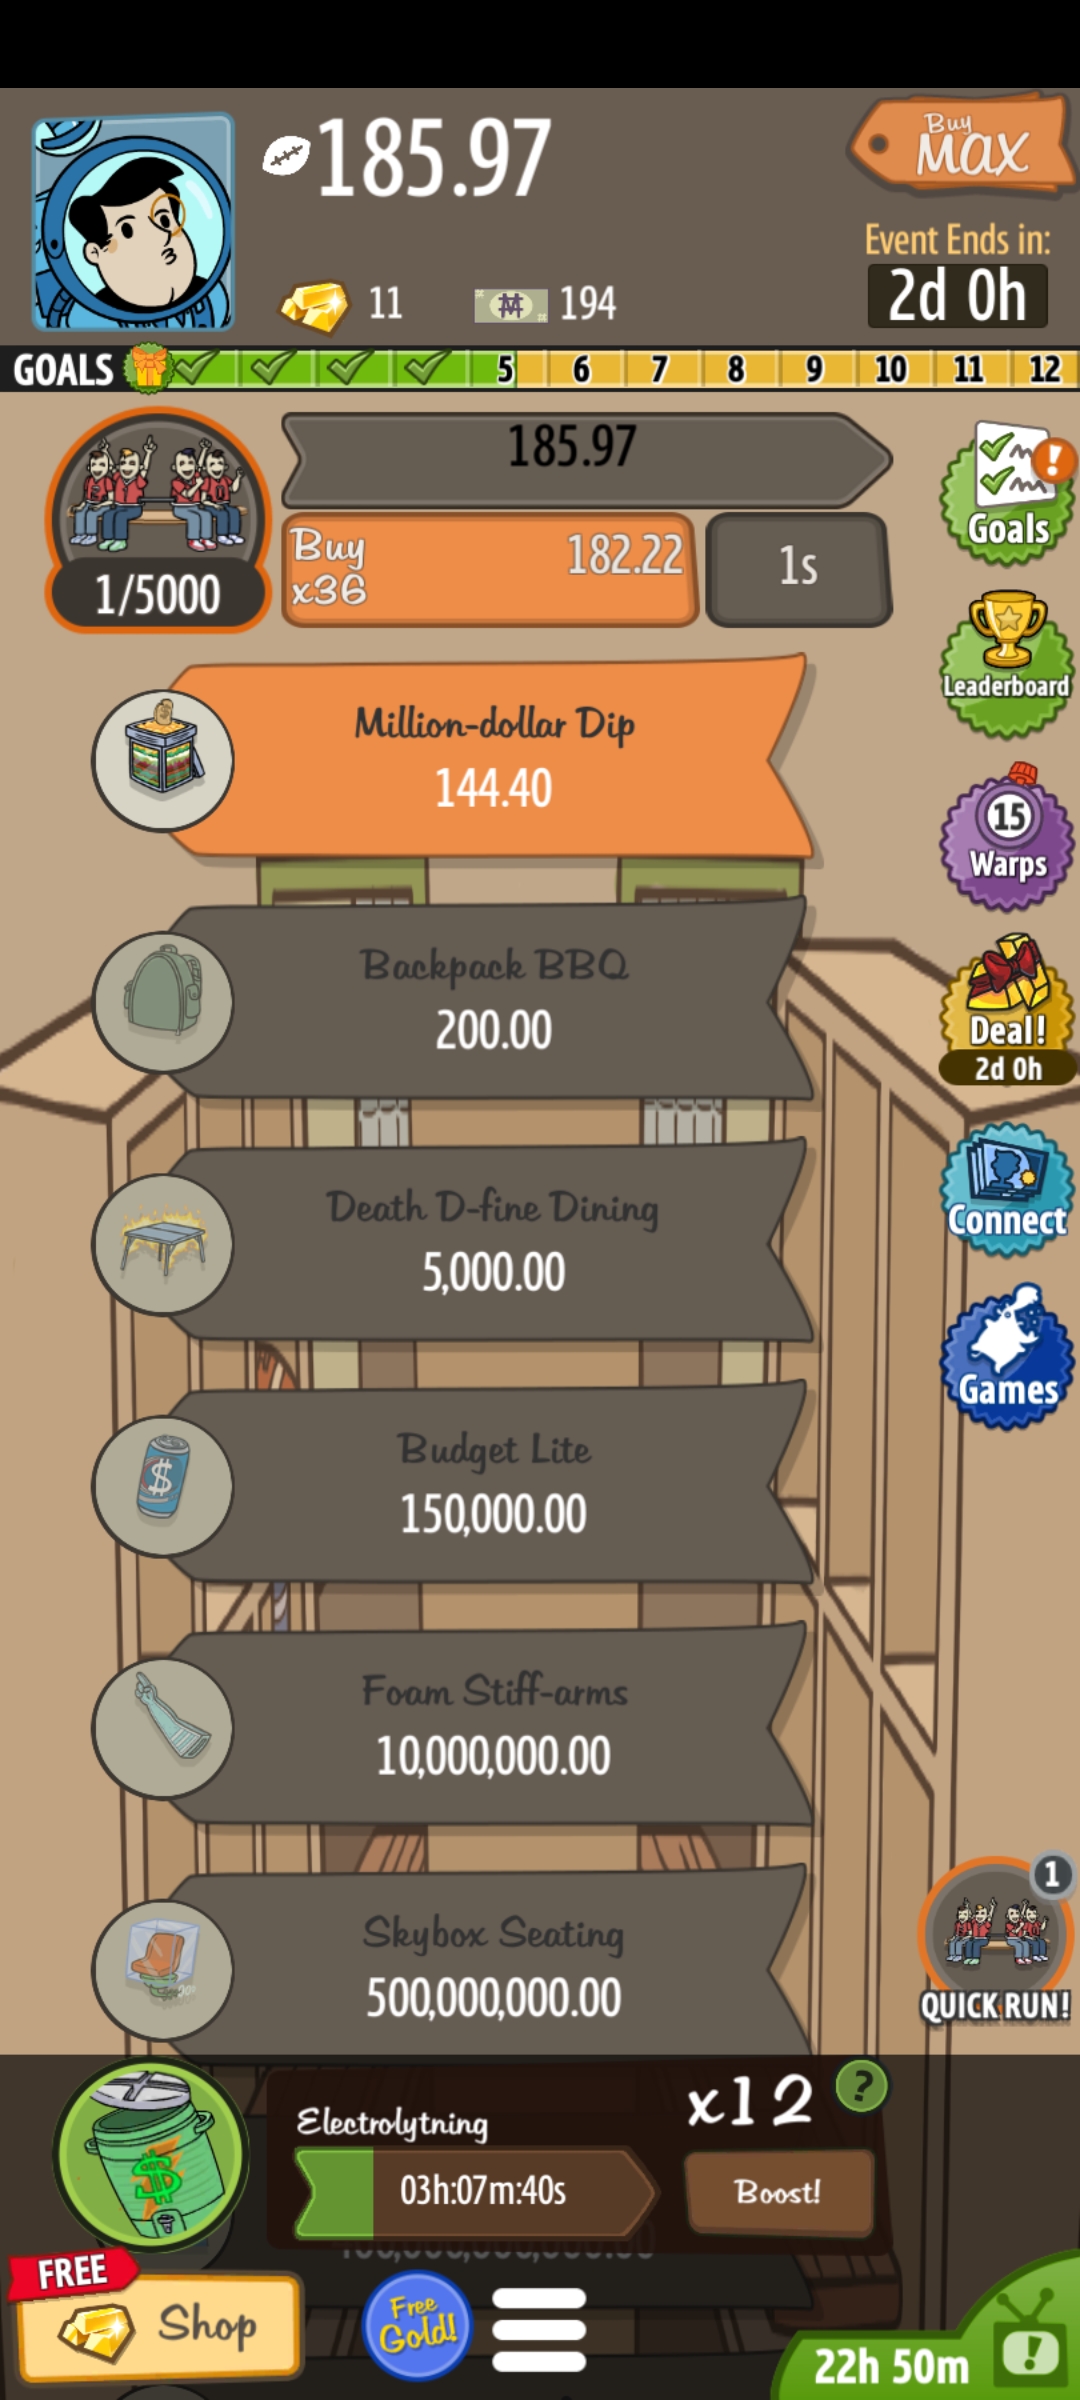 185.97
Buy
MAX
Event Ends in:
2d 0h
11
194
GOALS
5 6 7 8 9 10 11 12
185.97
1/5000
Buy
x36
182.22
1s
Goals
Million-dollar Dip
144.40
Leaderboard
15
Warps
Backpack BBQ
200.00
Deal!
2d 0h
Death D-fine Dining
5,000.00
Connect
Games
Budget Lite
150,000.00
Foam Stiff-arms
10,000,000.00
Skybox Seating
500,000,000.00
1
QUICK RUN!
Electrolytning
x12
?
03h:07m:40s
Boost!
FREE
Shop
Free
Gold!
22h 50m